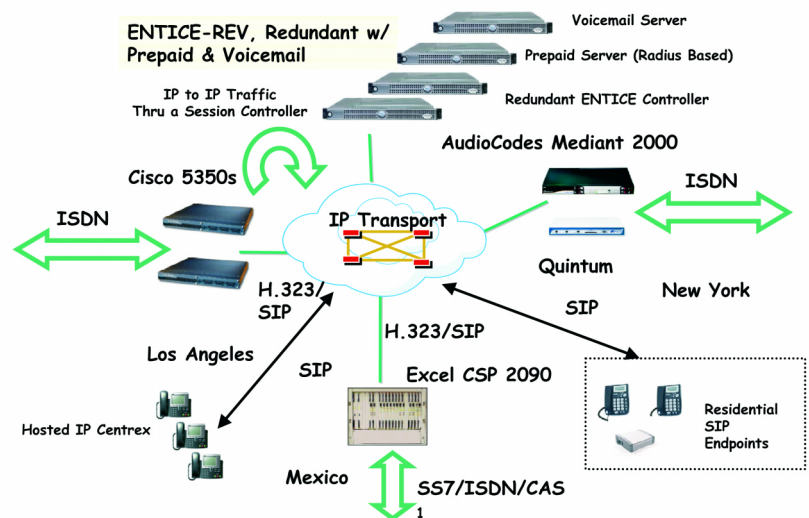 ENTICE-REV, Redundant w/
Prepaid & Voicemail
Voicemail Server
Prepaid Server (Radius Based)
Redundant ENTICE Controller
IP to IP Traffic
Thru a Session Controller
AudioCodes Mediant 2000
Cisco 5350s
ISDN
ISDN
IP Transport
Quintum
New York
H.323/
SIP
SIP
H.323/SIP
Los Angeles
SIP
Excel CSP 2090
Hosted IP Centrex
Residential
SIP
Endpoints
Mexico
SS7/ISDN/CAS
1